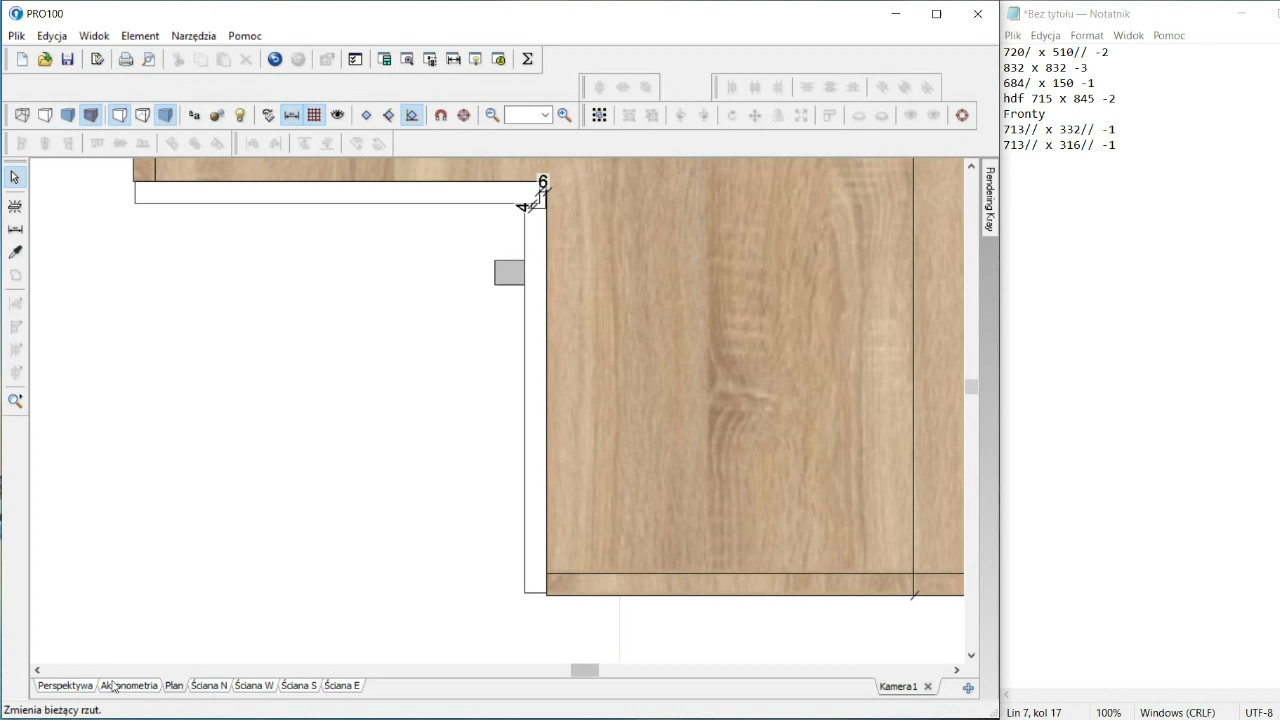 PRO100
Plik Edycja Widok Element Narzędzia Pomoc
6
4
Rendering Kray
Perspektywa Aksonometria Plan Ściana N Ściana W Ściana S Ściana E
Kamera1
Zmienia bieżący rzut.
*Bez tytułu — Notatnik
Plik Edycja Format Widok Pomoc
720/ x 510// -2
832 x 832 -3
684/ x 150 -1
hdf 715 x 845 -2
Fronty
713// x 332// -1
713// x 316// -1
Lin 7, kol 17 100% Windows (CRLF) UTF-8